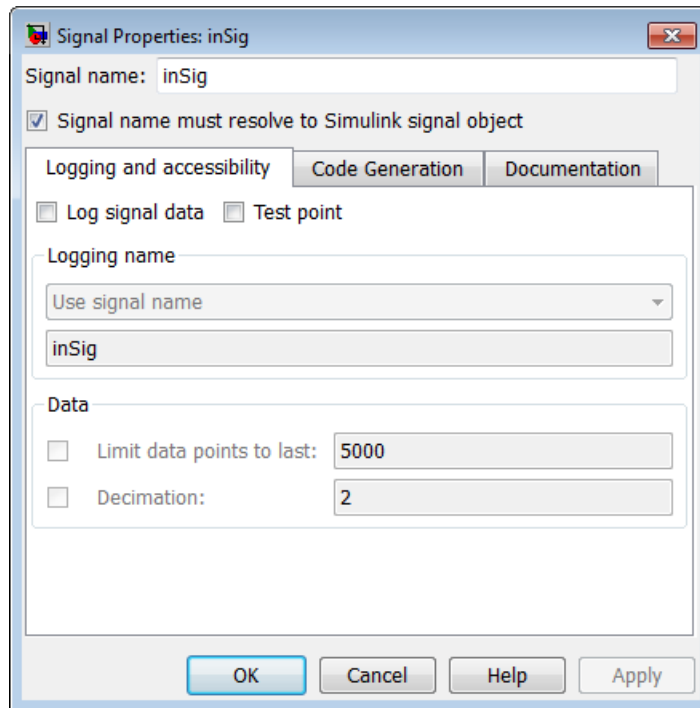 Signal Properties: inSig
Signal name: inSig
Signal name must resolve to Simulink signal object
Logging and accessibility Code Generation Documentation
Log signal data Test point
Logging name
Use signal name
inSig
Data
Limit data points to last: 5000
Decimation: 2
OK Cancel Help Apply